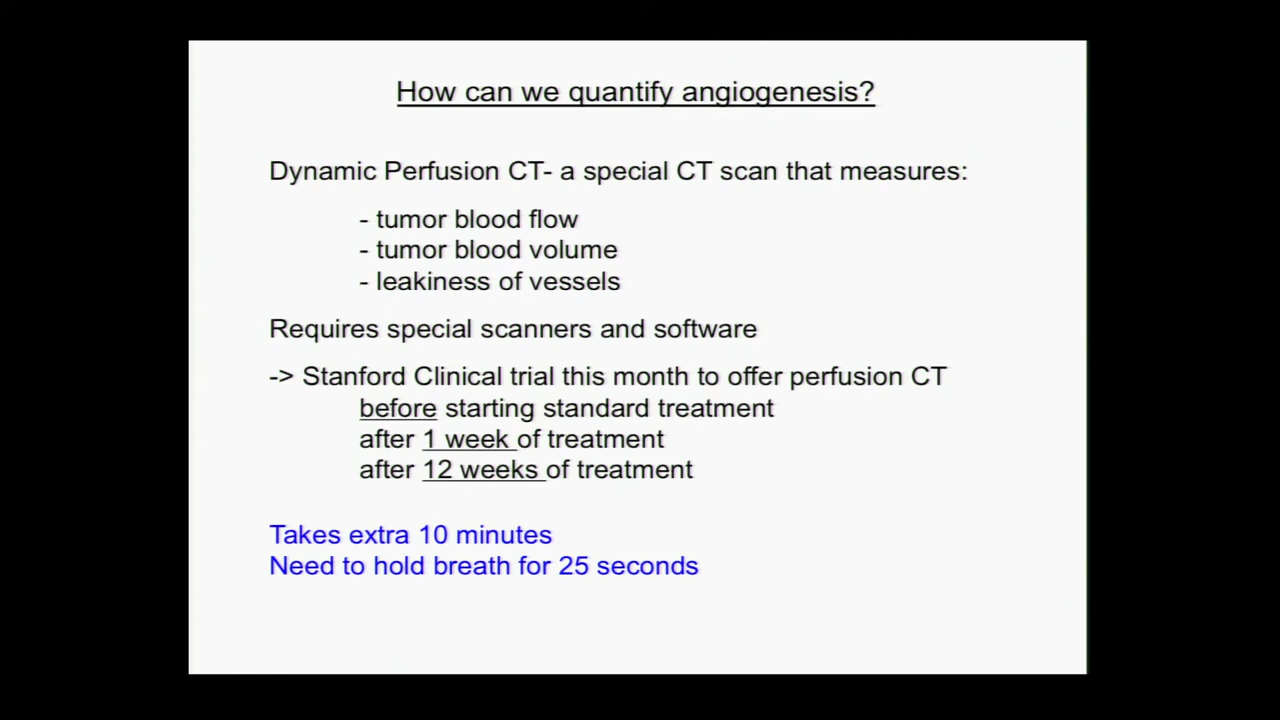 How can we quantify angiogenesis?
Dynamic Perfusion CT- a special CT scan that measures:
- tumor blood flow
- tumor blood volume
- leakiness of vessels
Requires special scanners and software
-> Stanford Clinical trial this month to offer perfusion CT
before starting standard treatment
after 1 week of treatment
after 12 weeks of treatment
Takes extra 10 minutes
Need to hold breath for 25 seconds